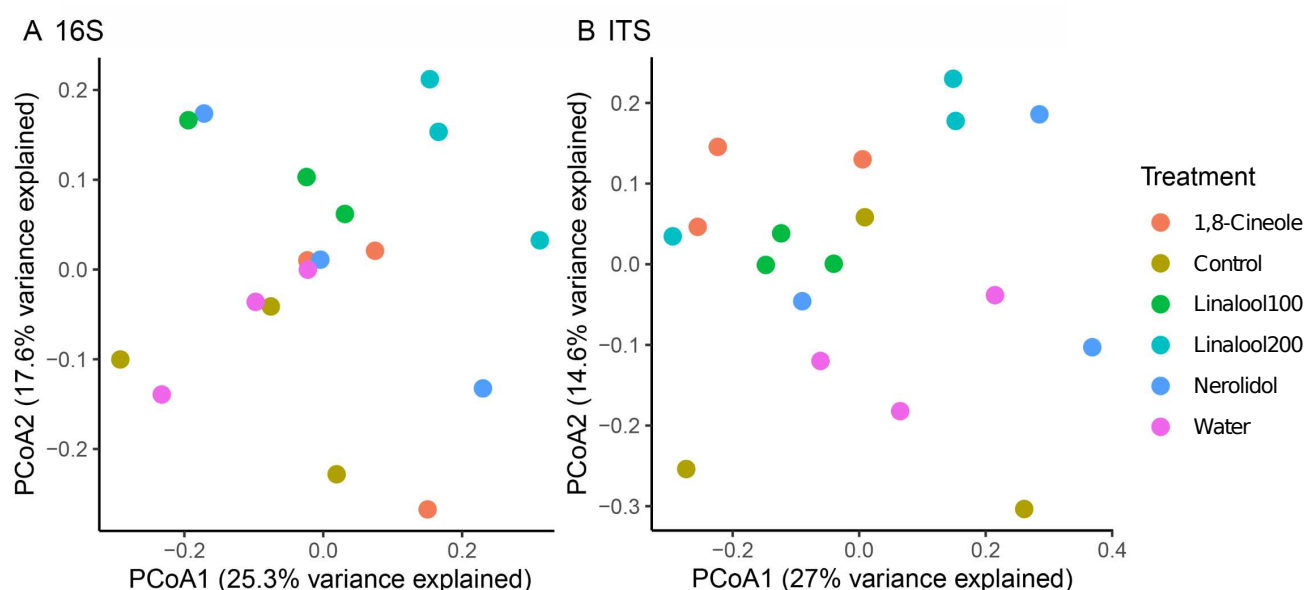 A 16S
PCoA2 (17.6% variance explained)
0.2
0.1
0.0
−0.1
−0.2
−0.2
0.0
0.2
PCoA1 (25.3% variance explained)
B ITS
PCoA2 (14.6% variance explained)
0.2
0.1
0.0
−0.1
−0.2
−0.3
−0.2
0.0
0.2
0.4
PCoA1 (27% variance explained)
Treatment
1,8-Cineole
Control
Linalool100
Linalool200
Nerolidol
Water